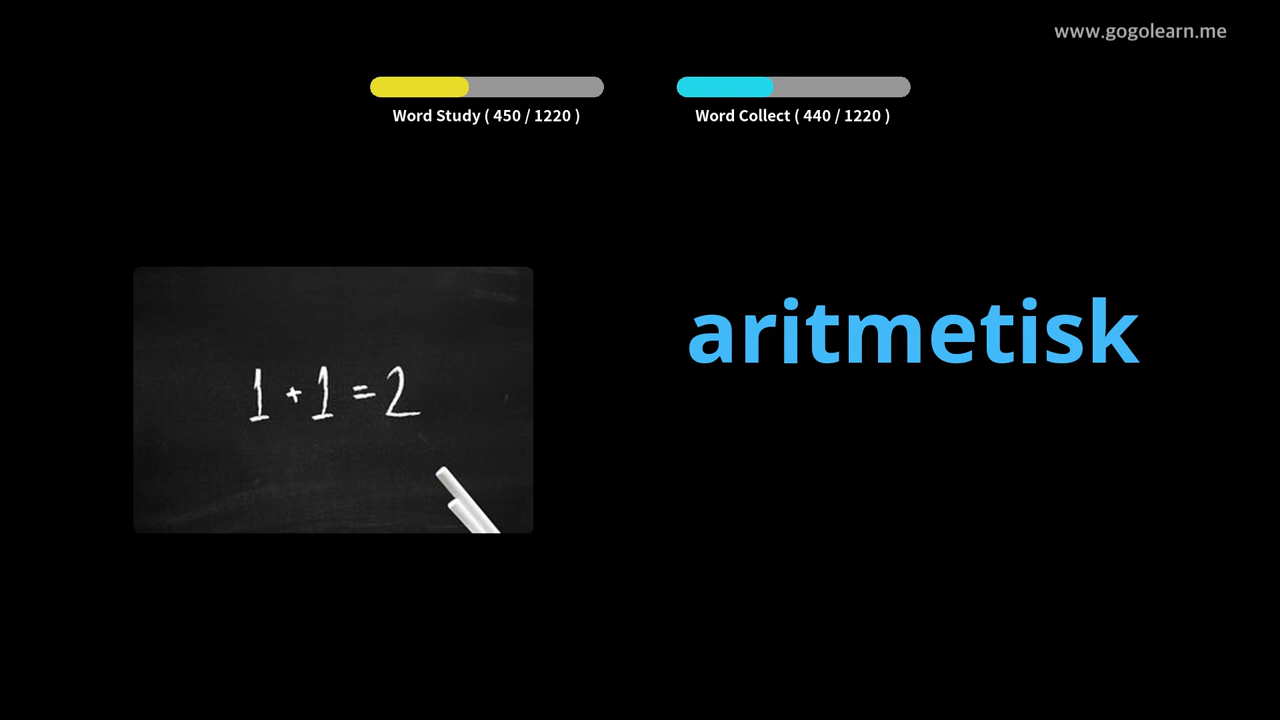 www.gogolearn.me
Word Study ( 450 / 1220 )
Word Collect ( 440 / 1220 )
aritmetisk
1 + 1 = 2